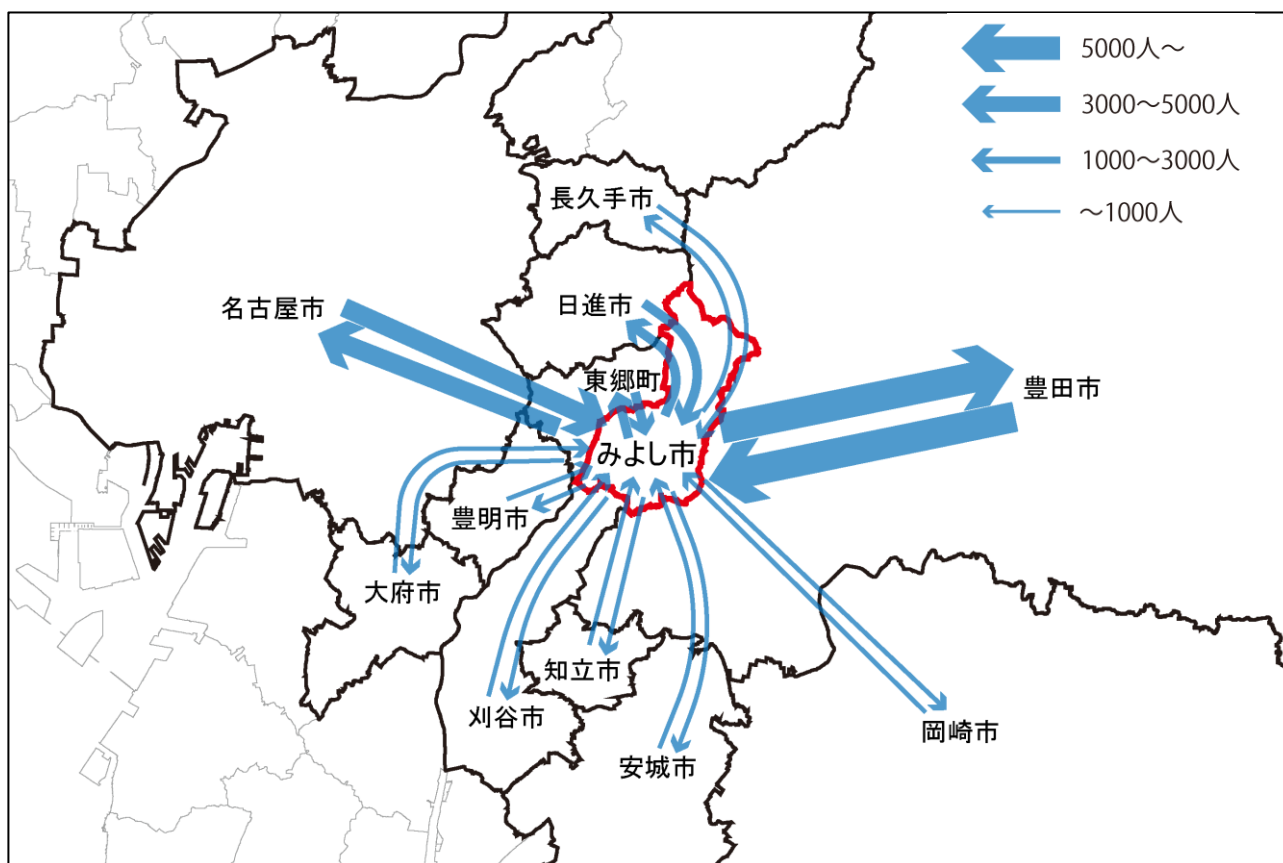 5000人～
3000～5000人
1000～3000人
～1000人
長久手市
日進市
名古屋市
東郷町
豊田市
みよし市
豊明市
大府市
知立市
刈谷市
岡崎市
安城市